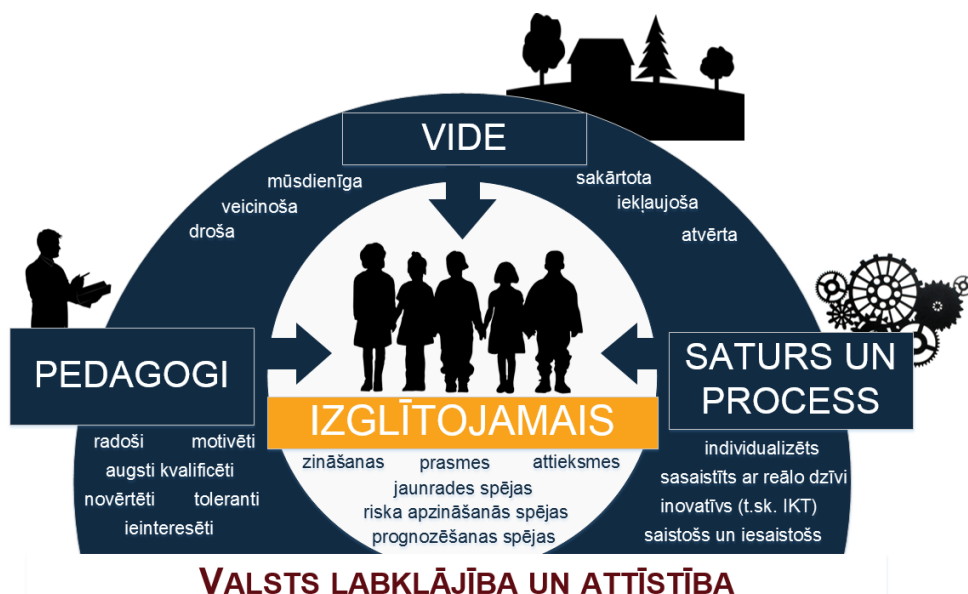 VIDE
mūsdienīga
veicinoša
droša
sakārtota
iekļaujoša
atvērta
PEDAGOGI
radoši motivēti
augsti kvalificēti
novērtēti toleranti
ieinteresēti
IZGLĪTOJAMAIS
zināšanas prasmes attieksmes
jaunrades spējas
riska apzināšanās spējas
prognozēšanas spējas
SATURS UN
PROCESS
individualizēts
sasaistīts ar reālo dzīvi
inovatīvs (t.sk. IKT)
saistošs un iesaistošs
VALSTS LABKLĀJĪBA UN ATTĪSTĪBA